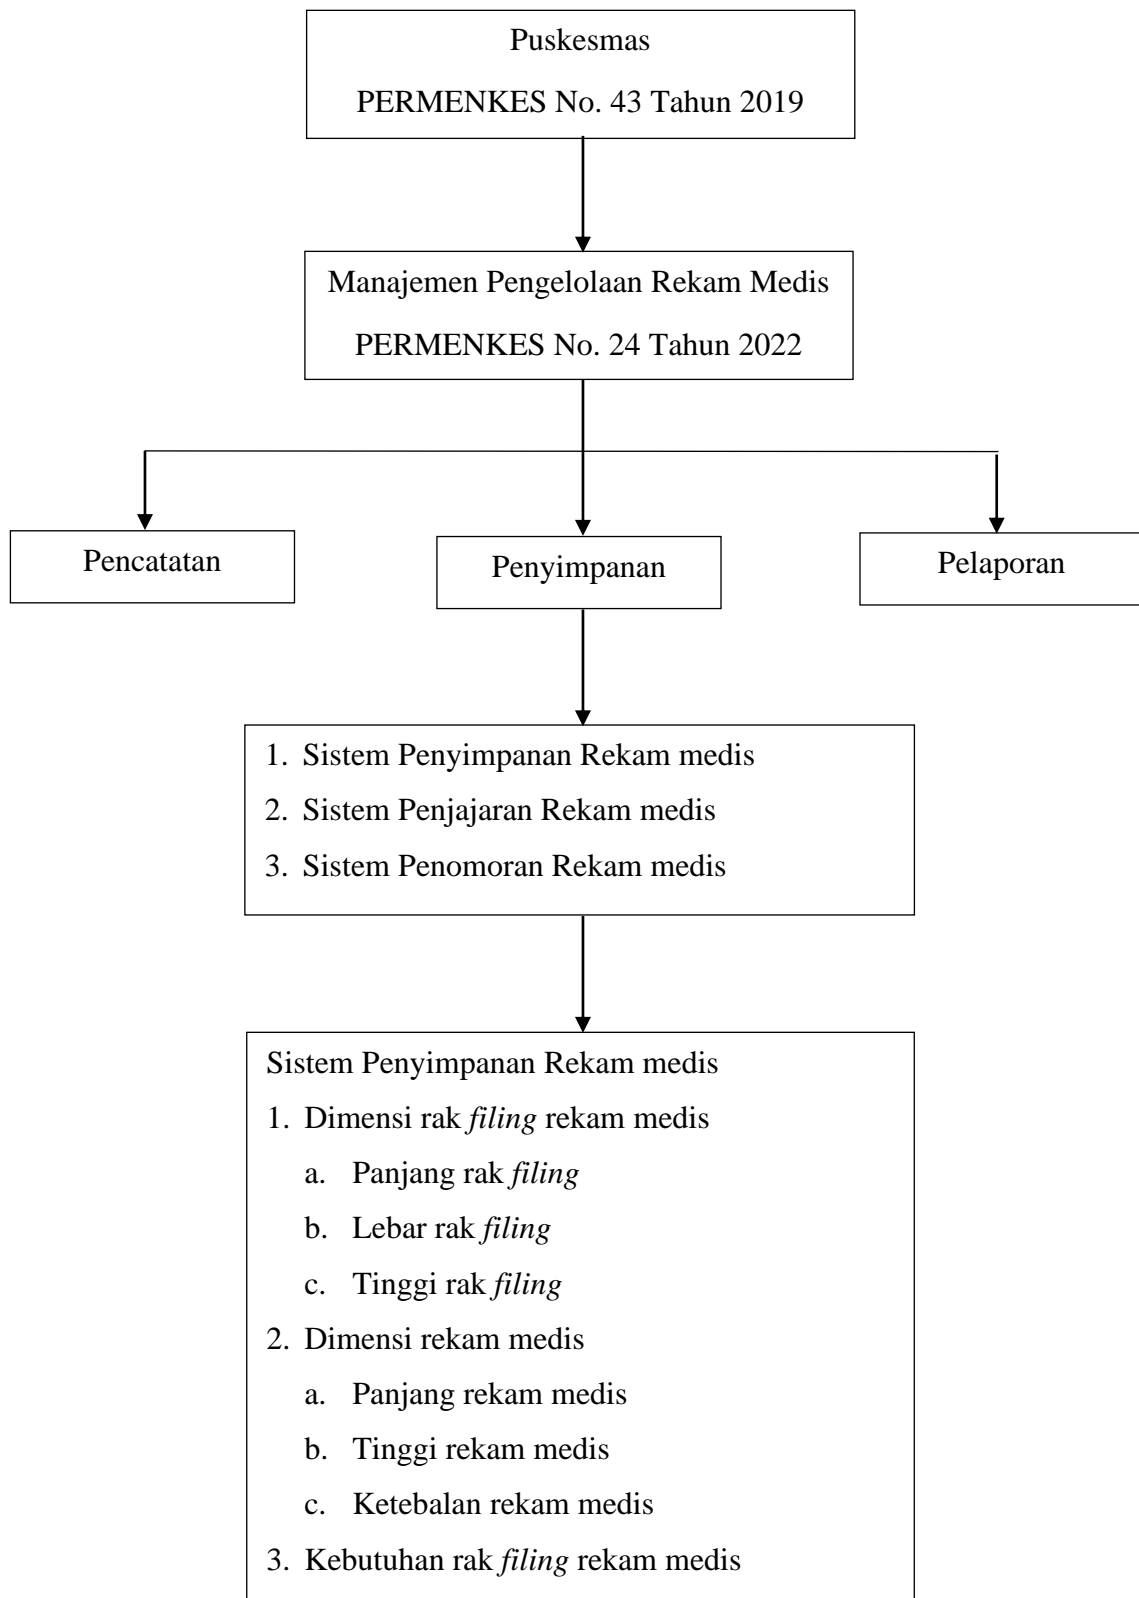 Puskesmas
PERMENKES No. 43 Tahun 2019
Manajemen Pengelolaan Rekam Medis
PERMENKES No. 24 Tahun 2022
Pencatatan
Penyimpanan
Pelaporan
1. Sistem Penyimpanan Rekam medis
2. Sistem Penjajaran Rekam medis
3. Sistem Penomoran Rekam medis
Sistem Penyimpanan Rekam medis
1. Dimensi rak filing rekam medis
a. Panjang rak filing
b. Lebar rak filing
c. Tinggi rak filing
2. Dimensi rekam medis
a. Panjang rekam medis
b. Tinggi rekam medis
c. Ketebalan rekam medis
3. Kebutuhan rak filing rekam medis